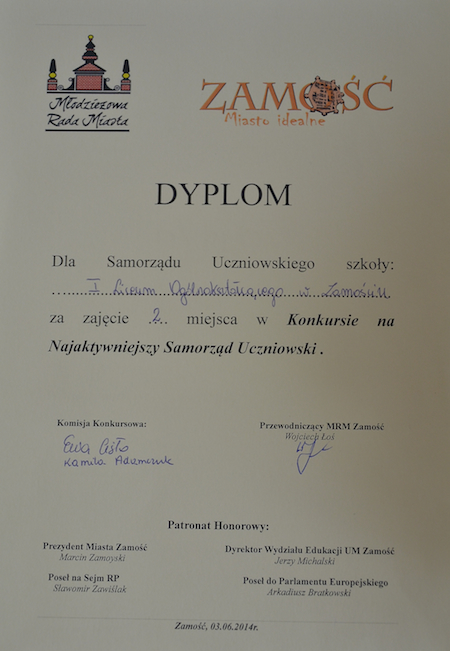 Młodzieżowa
Rada Miasta
ZAMOŚĆ
Miasto idealne
DYPLOM
Dla Samorządu Uczniowskiego szkoły:
I Liceum Ogólnokształcącego w Zamościu
za zajęcie 2 miejsca w Konkursie na
Najaktywniejszy Samorząd Uczniowski .
Komisja Konkursowa:
Ewa Cisło
Kamila Adamczuk
Przewodniczący MRM Zamość
Wojciech Łoś
Patronat Honorowy:
Prezydent Miasta Zamość
Marcin Zamoyski
Dyrektor Wydziału Edukacji UM Zamość
Jerzy Michalski
Poseł na Sejm RP
Sławomir Zawiślak
Poseł do Parlamentu Europejskiego
Arkadiusz Bratkowski
Zamość, 03.06.2014r.